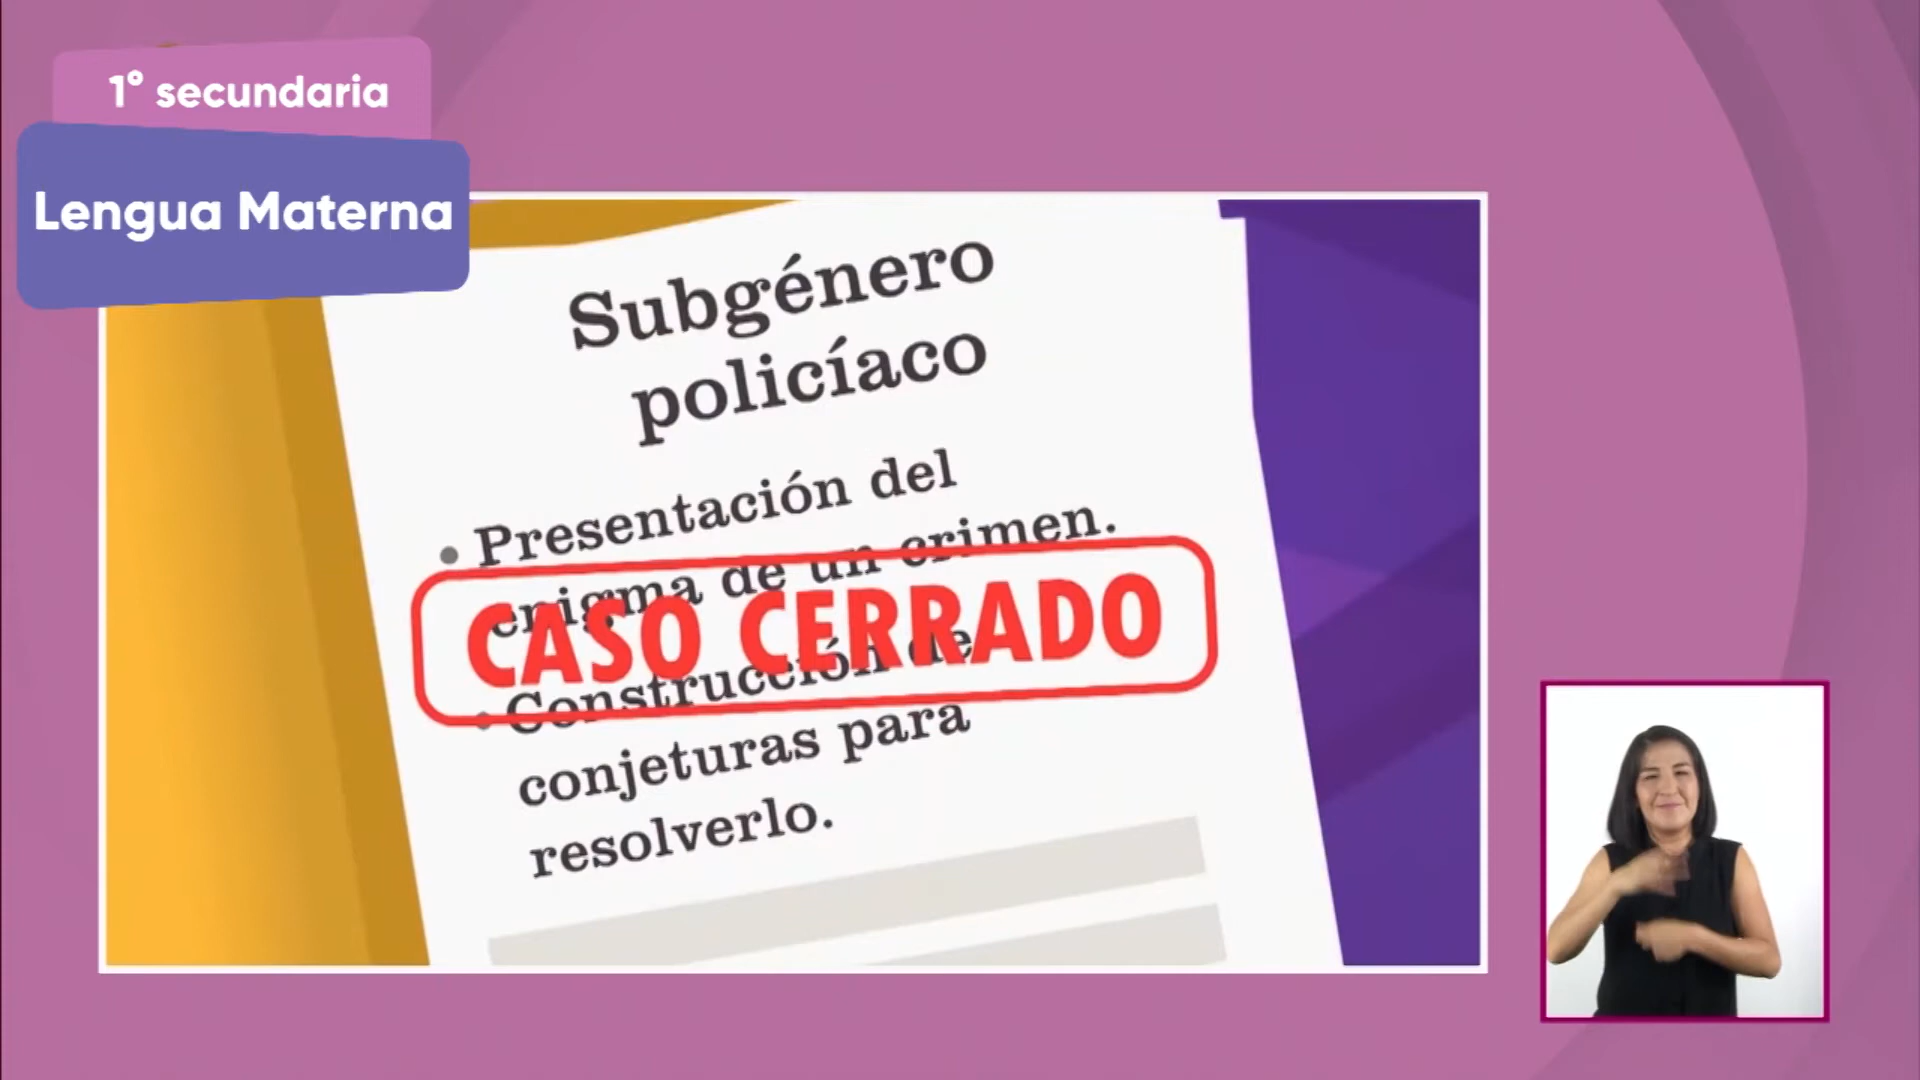 1° secundaria
Lengua Materna
Subgénero
policíaco
• Presentación del
enigma de un crimen.
CASO CERRADO
• Construcción de
conjeturas para
resolverlo.